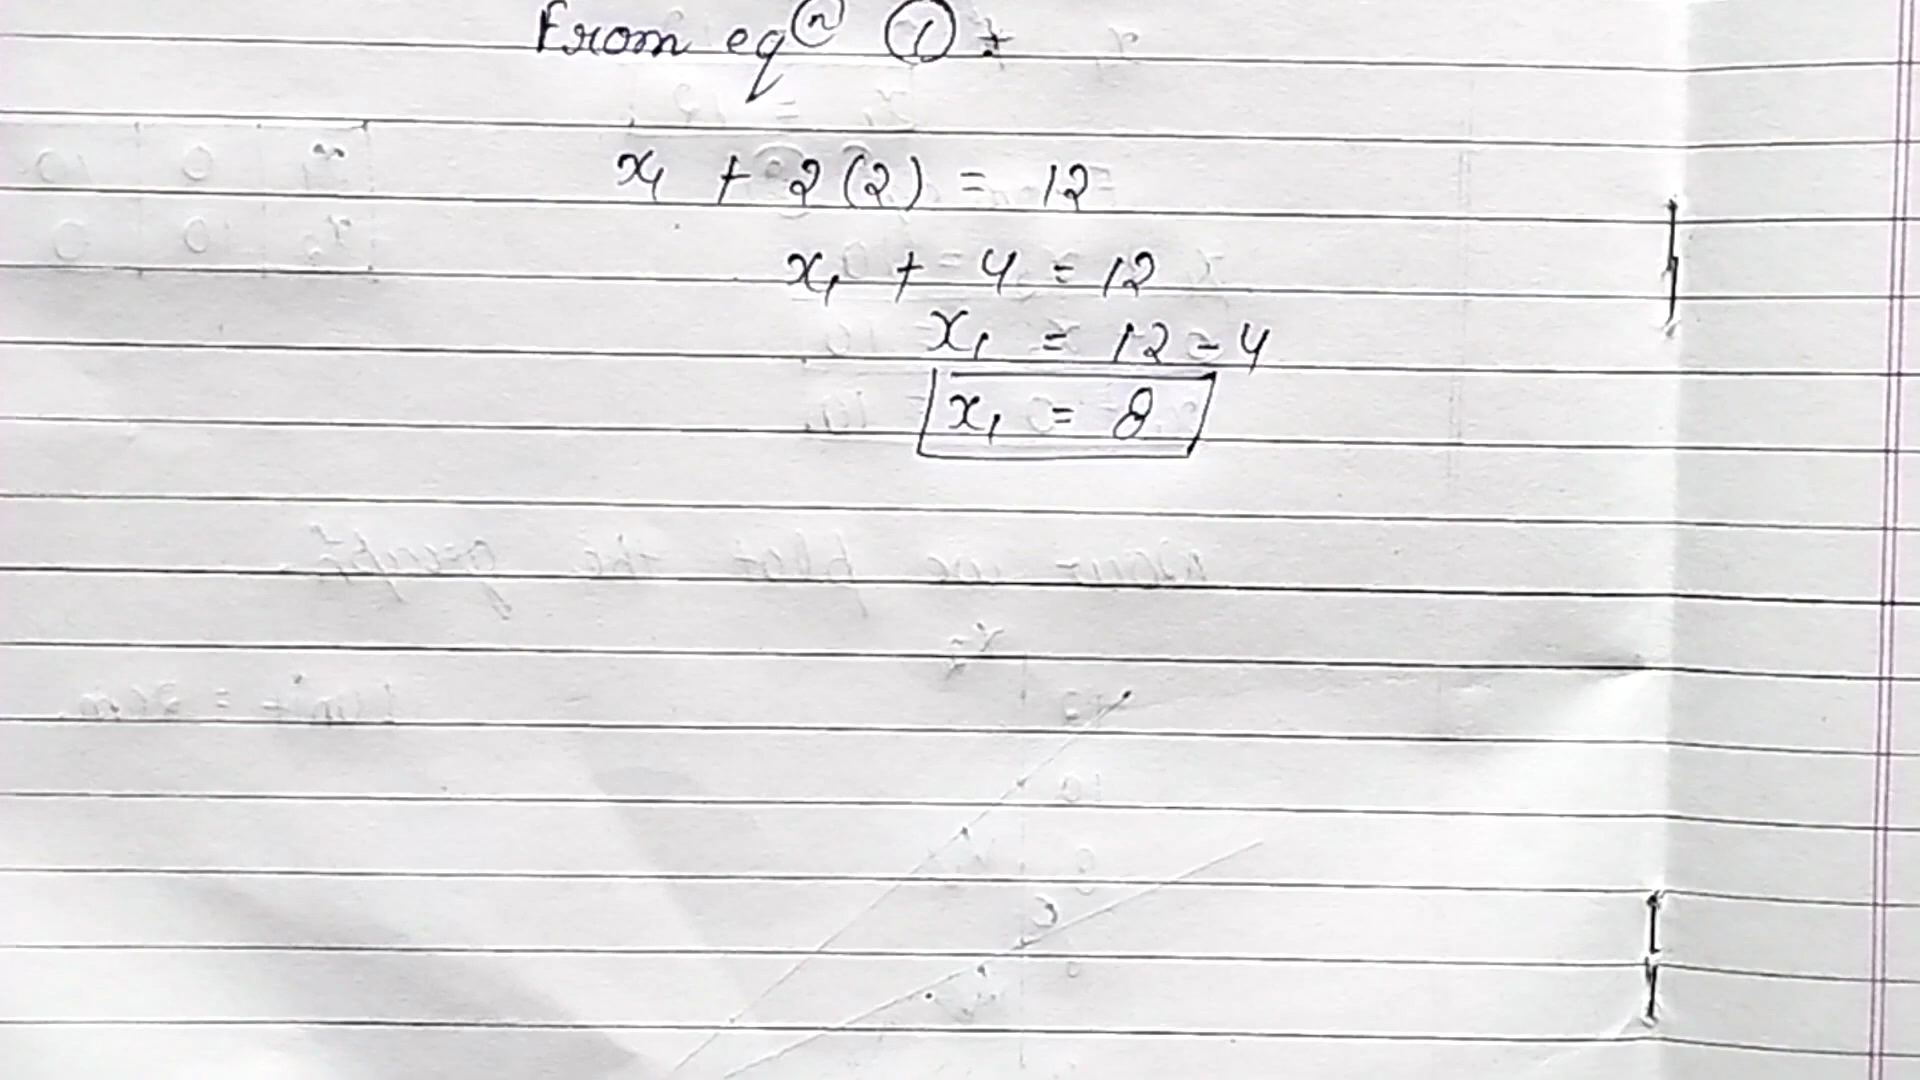 From eqⓝ ① :
x₁ + 2(2) = 12
x₁ + 4 = 12
x₁ = 12 - 4
x₁ = 8